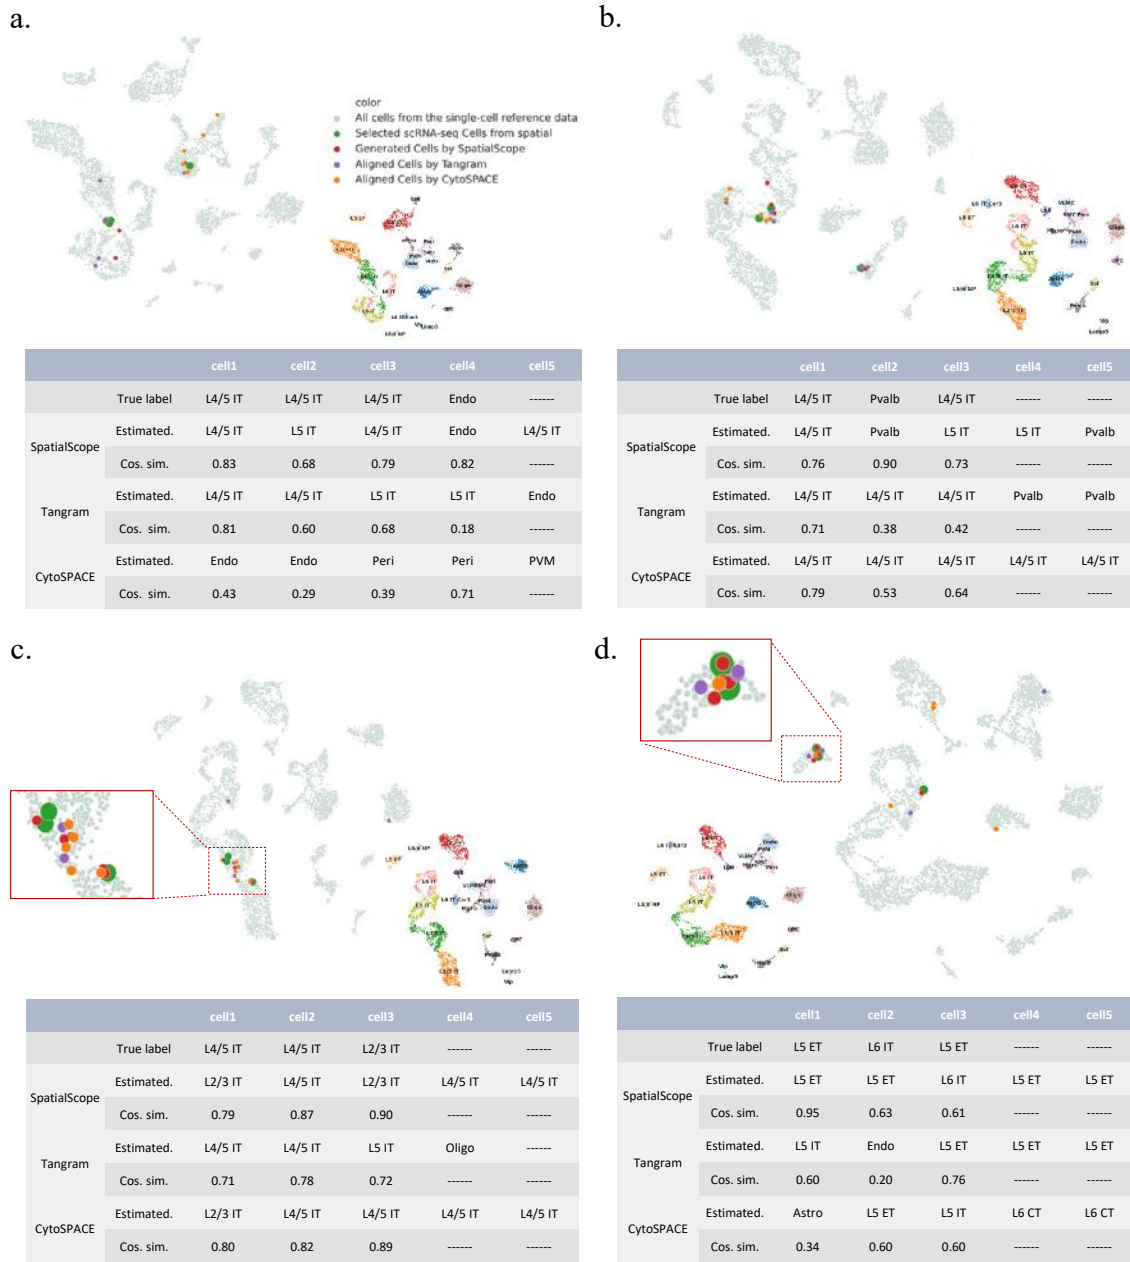 a.
b.
color
All cells from the single-cell reference data
Selected scRNA-seq Cells from spatial
Generated Cells by SpatialScope
Aligned Cells by Tangram
Aligned Cells by CytoSPACE
cell1 cell2 cell3 cell4 cell5
True label L4/5 IT L4/5 IT L4/5 IT Endo ------
SpatialScope
Estimated. L4/5 IT L5 IT L4/5 IT Endo L4/5 IT
Cos. sim. 0.83 0.68 0.79 0.82 ------
Tangram
Estimated. L4/5 IT L4/5 IT L5 IT L5 IT Endo
Cos. sim. 0.81 0.60 0.68 0.18 ------
CytoSPACE
Estimated. Endo Endo Peri Peri PVM
Cos. sim. 0.43 0.29 0.39 0.71 ------
cell1 cell2 cell3 cell4 cell5
True label L4/5 IT Pvalb L4/5 IT ------ ------
SpatialScope
Estimated. L4/5 IT Pvalb L5 IT L5 IT Pvalb
Cos. sim. 0.76 0.90 0.73 ------ ------
Tangram
Estimated. L4/5 IT L4/5 IT L4/5 IT Pvalb Pvalb
Cos. sim. 0.71 0.38 0.42 ------ ------
CytoSPACE
Estimated. L4/5 IT L4/5 IT L4/5 IT L4/5 IT L4/5 IT
Cos. sim. 0.79 0.53 0.64 ------ ------
c.
d.
cell1 cell2 cell3 cell4 cell5
True label L4/5 IT L4/5 IT L2/3 IT ------ ------
SpatialScope
Estimated. L2/3 IT L4/5 IT L2/3 IT L4/5 IT L4/5 IT
Cos. sim. 0.79 0.87 0.90 ------ ------
Tangram
Estimated. L4/5 IT L4/5 IT L5 IT Oligo ------
Cos. sim. 0.71 0.78 0.72 ------ ------
CytoSPACE
Estimated. L2/3 IT L4/5 IT L4/5 IT L4/5 IT L4/5 IT
Cos. sim. 0.80 0.82 0.89 ------ ------
cell1 cell2 cell3 cell4 cell5
True label L5 ET L6 IT L5 ET ------ ------
SpatialScope
Estimated. L5 ET L5 ET L6 IT L5 ET L5 ET
Cos. sim. 0.95 0.63 0.61 ------ ------
Tangram
Estimated. L5 IT Endo L5 ET L5 ET L5 ET
Cos. sim. 0.60 0.20 0.76 ------ ------
CytoSPACE
Estimated. Astro L5 ET L5 IT L6 CT L6 CT
Cos. sim. 0.34 0.60 0.60 ------ ------